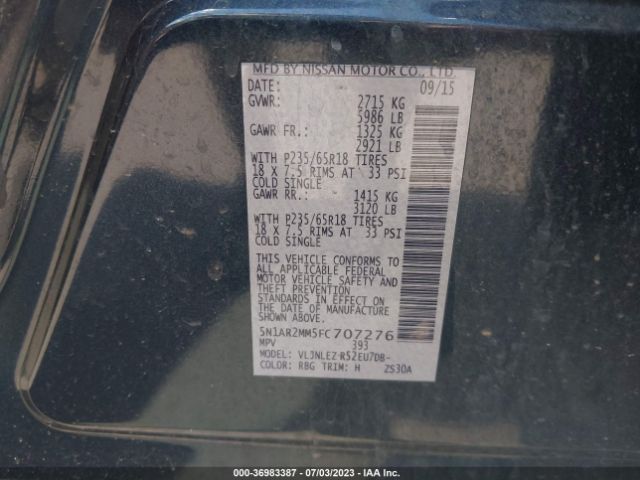 MFD BY NISSAN MOTOR CO., LTD.
DATE: 09/15
GVWR: 2715 KG
5986 LB
GAWR FR.: 1325 KG
2921 LB
WITH P235/65R18 TIRES
18 X 7.5 RIMS AT 33 PSI
COLD SINGLE
GAWR RR.: 1415 KG
3120 LB
WITH P235/65R18 TIRES
18 X 7.5 RIMS AT 33 PSI
COLD SINGLE
THIS VEHICLE CONFORMS TO
ALL APPLICABLE FEDERAL
MOTOR VEHICLE SAFETY AND
THEFT PREVENTION
STANDARDS IN EFFECT ON
THE DATE OF MANUFACTURE
SHOWN ABOVE.
5N1AR2MM5FC707276
MPV 393
MODEL: VLJNLEZ-R52EU7DB-
COLOR: RBG TRIM: H ZS30A
000-36983387 - 07/03/2023 - IAA Inc.